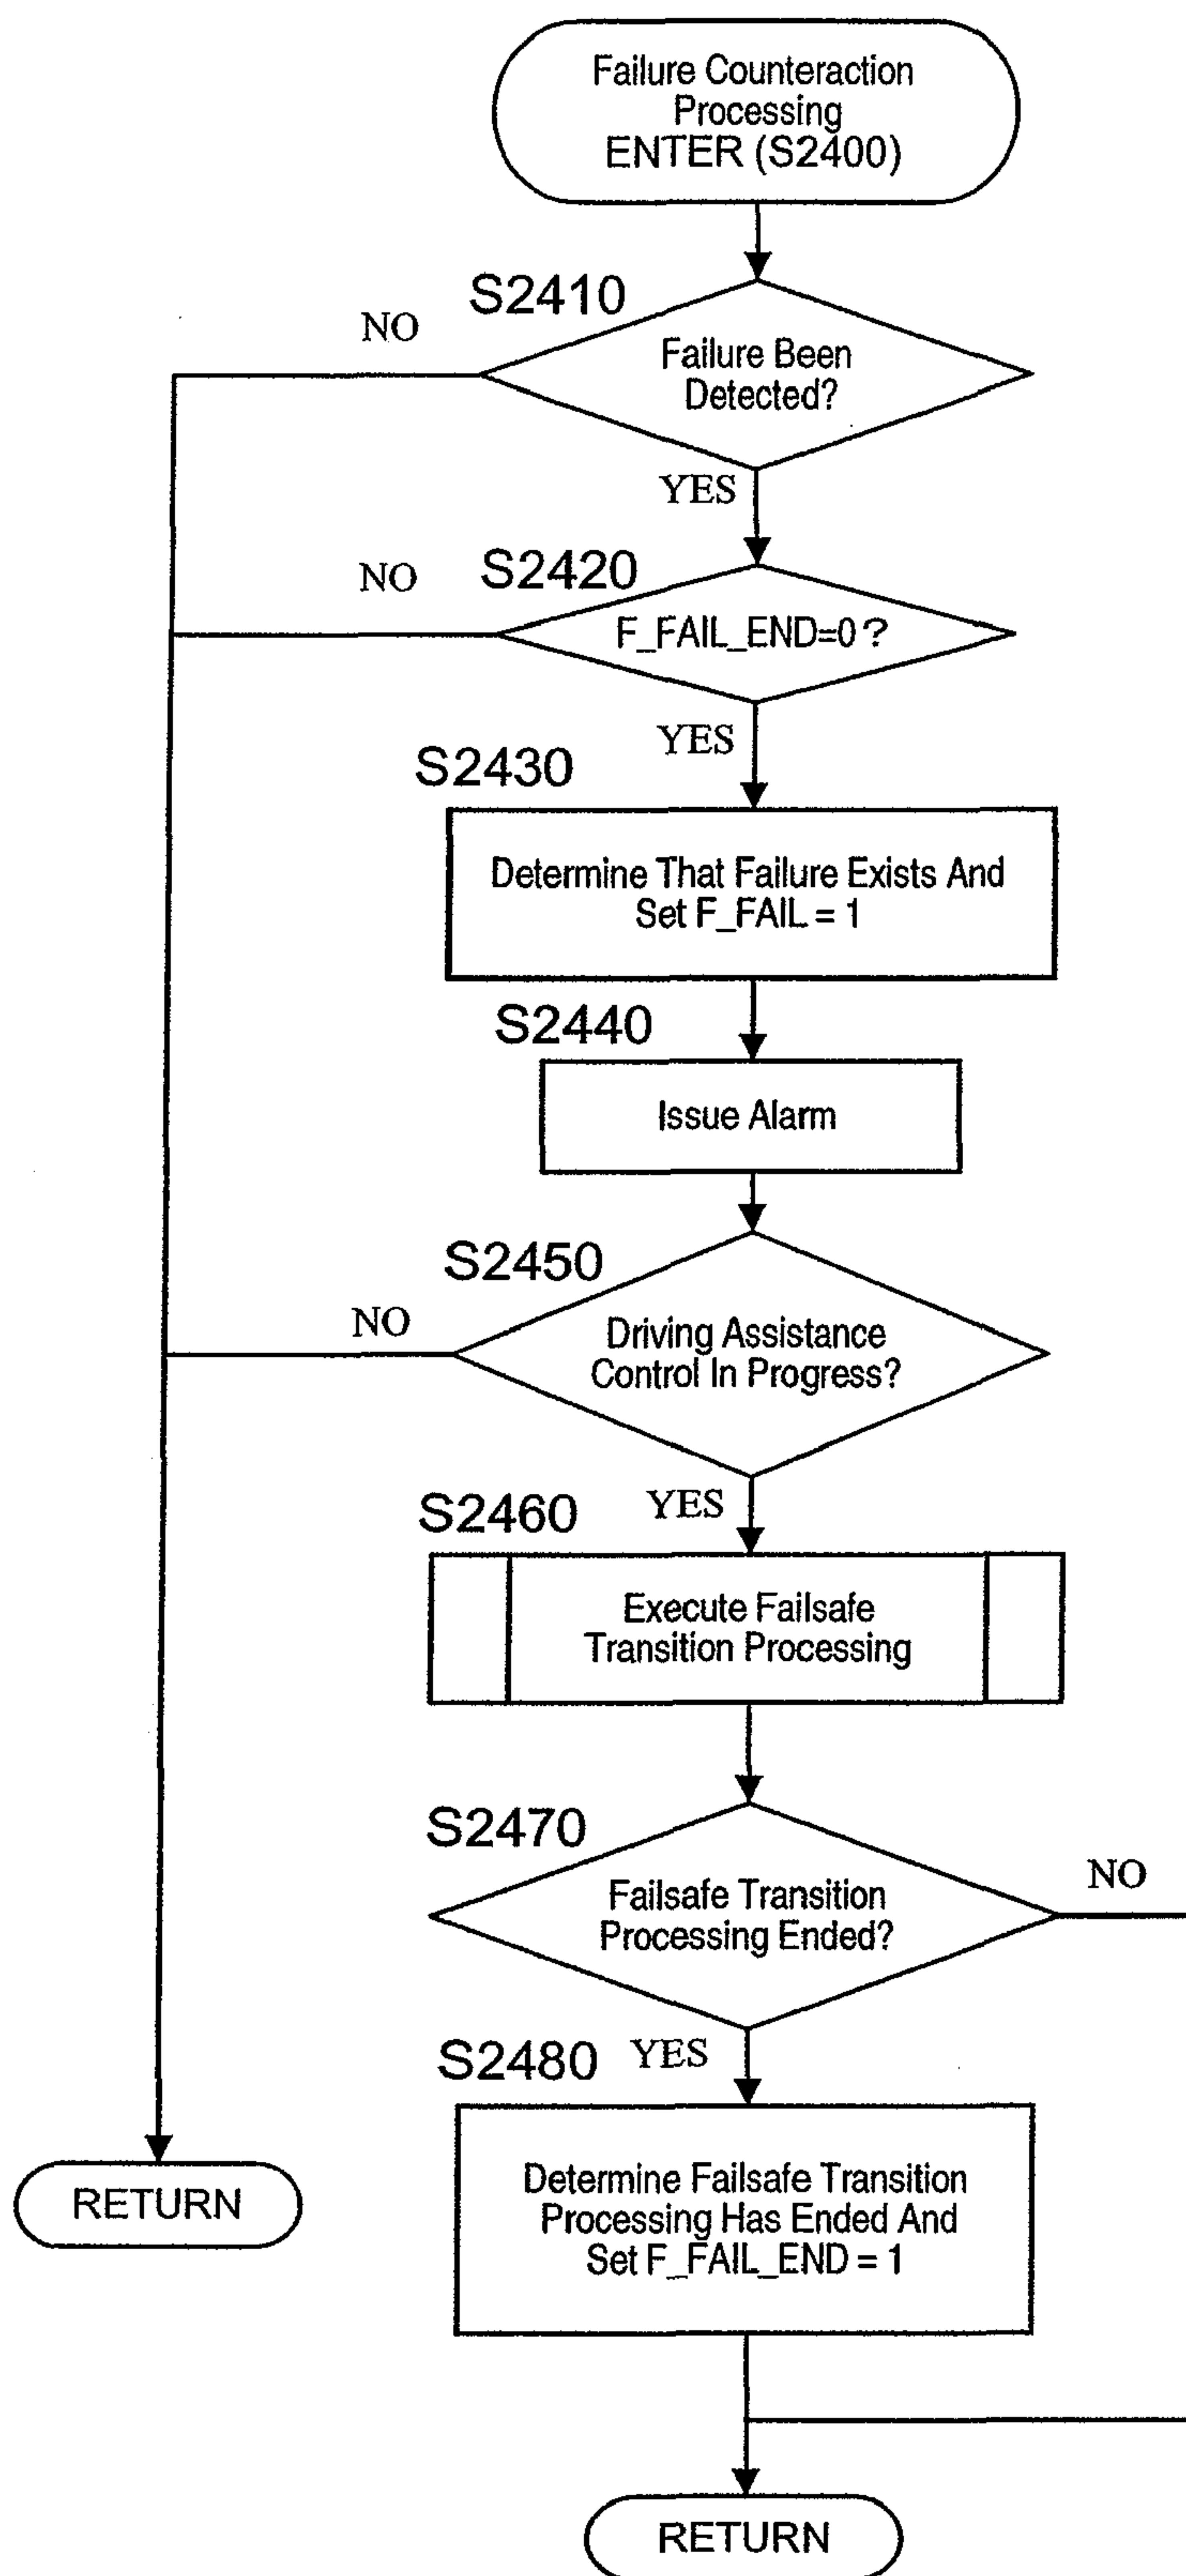 Failure Counteraction
Processing
ENTER (S2400)
S2410
NO
Failure Been
Detected?
YES
S2420
NO
F_FAIL_END=0?
YES
S2430
Determine That Failure Exists And
Set F_FAIL = 1
S2440
Issue Alarm
S2450
NO
Driving Assistance
Control In Progress?
YES
S2460
Execute Failsafe
Transition Processing
S2470
NO
Failsafe Transition
Processing Ended?
YES
S2480
Determine Failsafe Transition
Processing Has Ended And
Set F_FAIL_END = 1
RETURN
RETURN